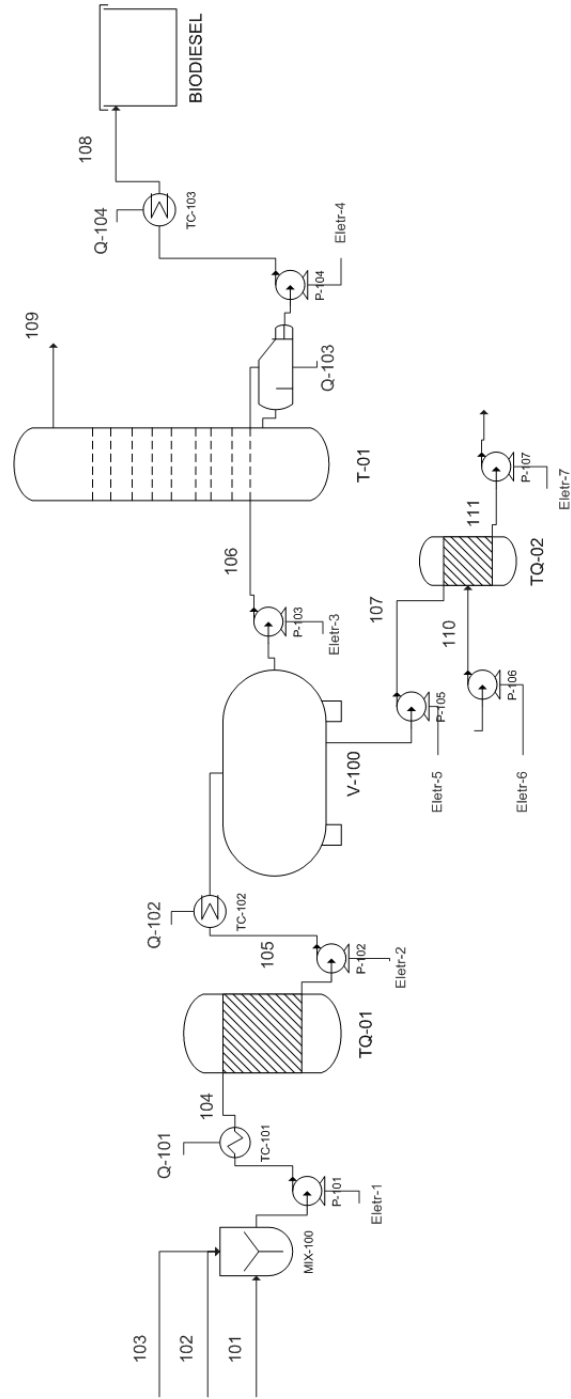 103
102
101
MIX-100
P-101
Eletr-1
Q-101
TC-101
104
TQ-01
P-102
Eletr-2
105
Q-102
TC-102
V-100
P-103
Eletr-3
106
T-01
109
Q-103
P-104
Eletr-4
Q-104
TC-103
108
BIODIESEL
P-105
Eletr-5
107
P-106
Eletr-6
110
TQ-02
111
P-107
Eletr-7